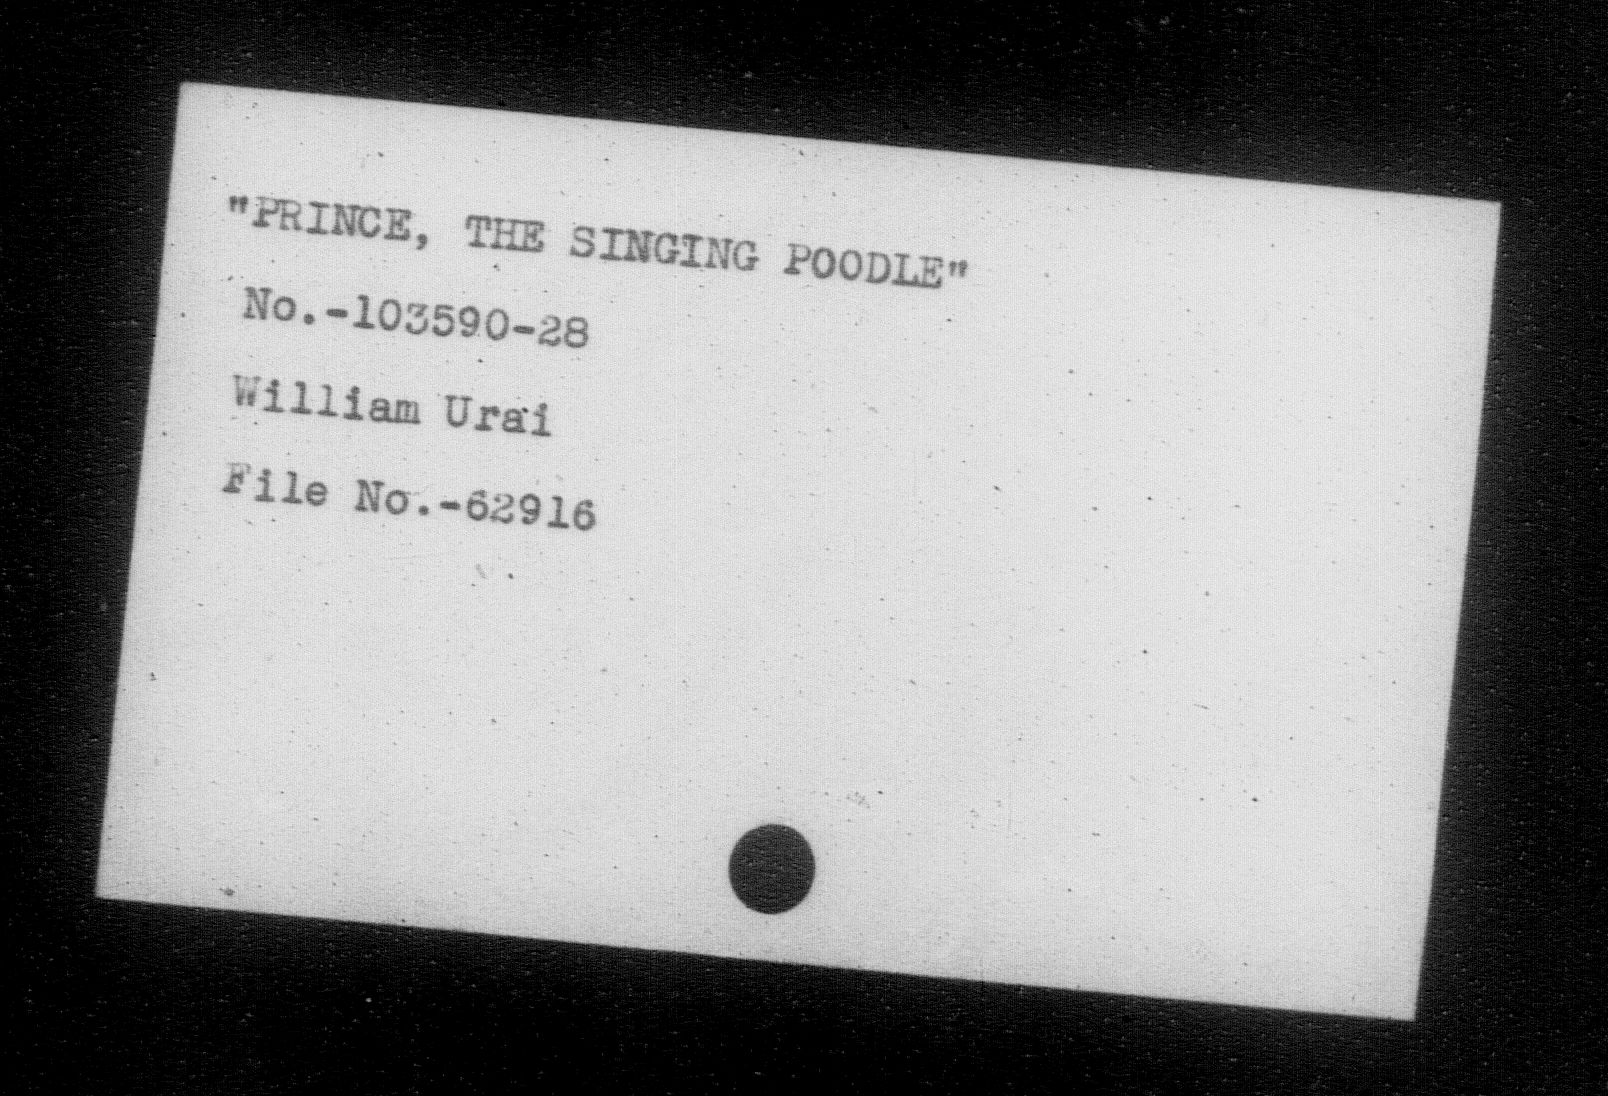 "PRINCE, THE SINGING POODLE"
No.-103590-28
William Urai
File No.-62916